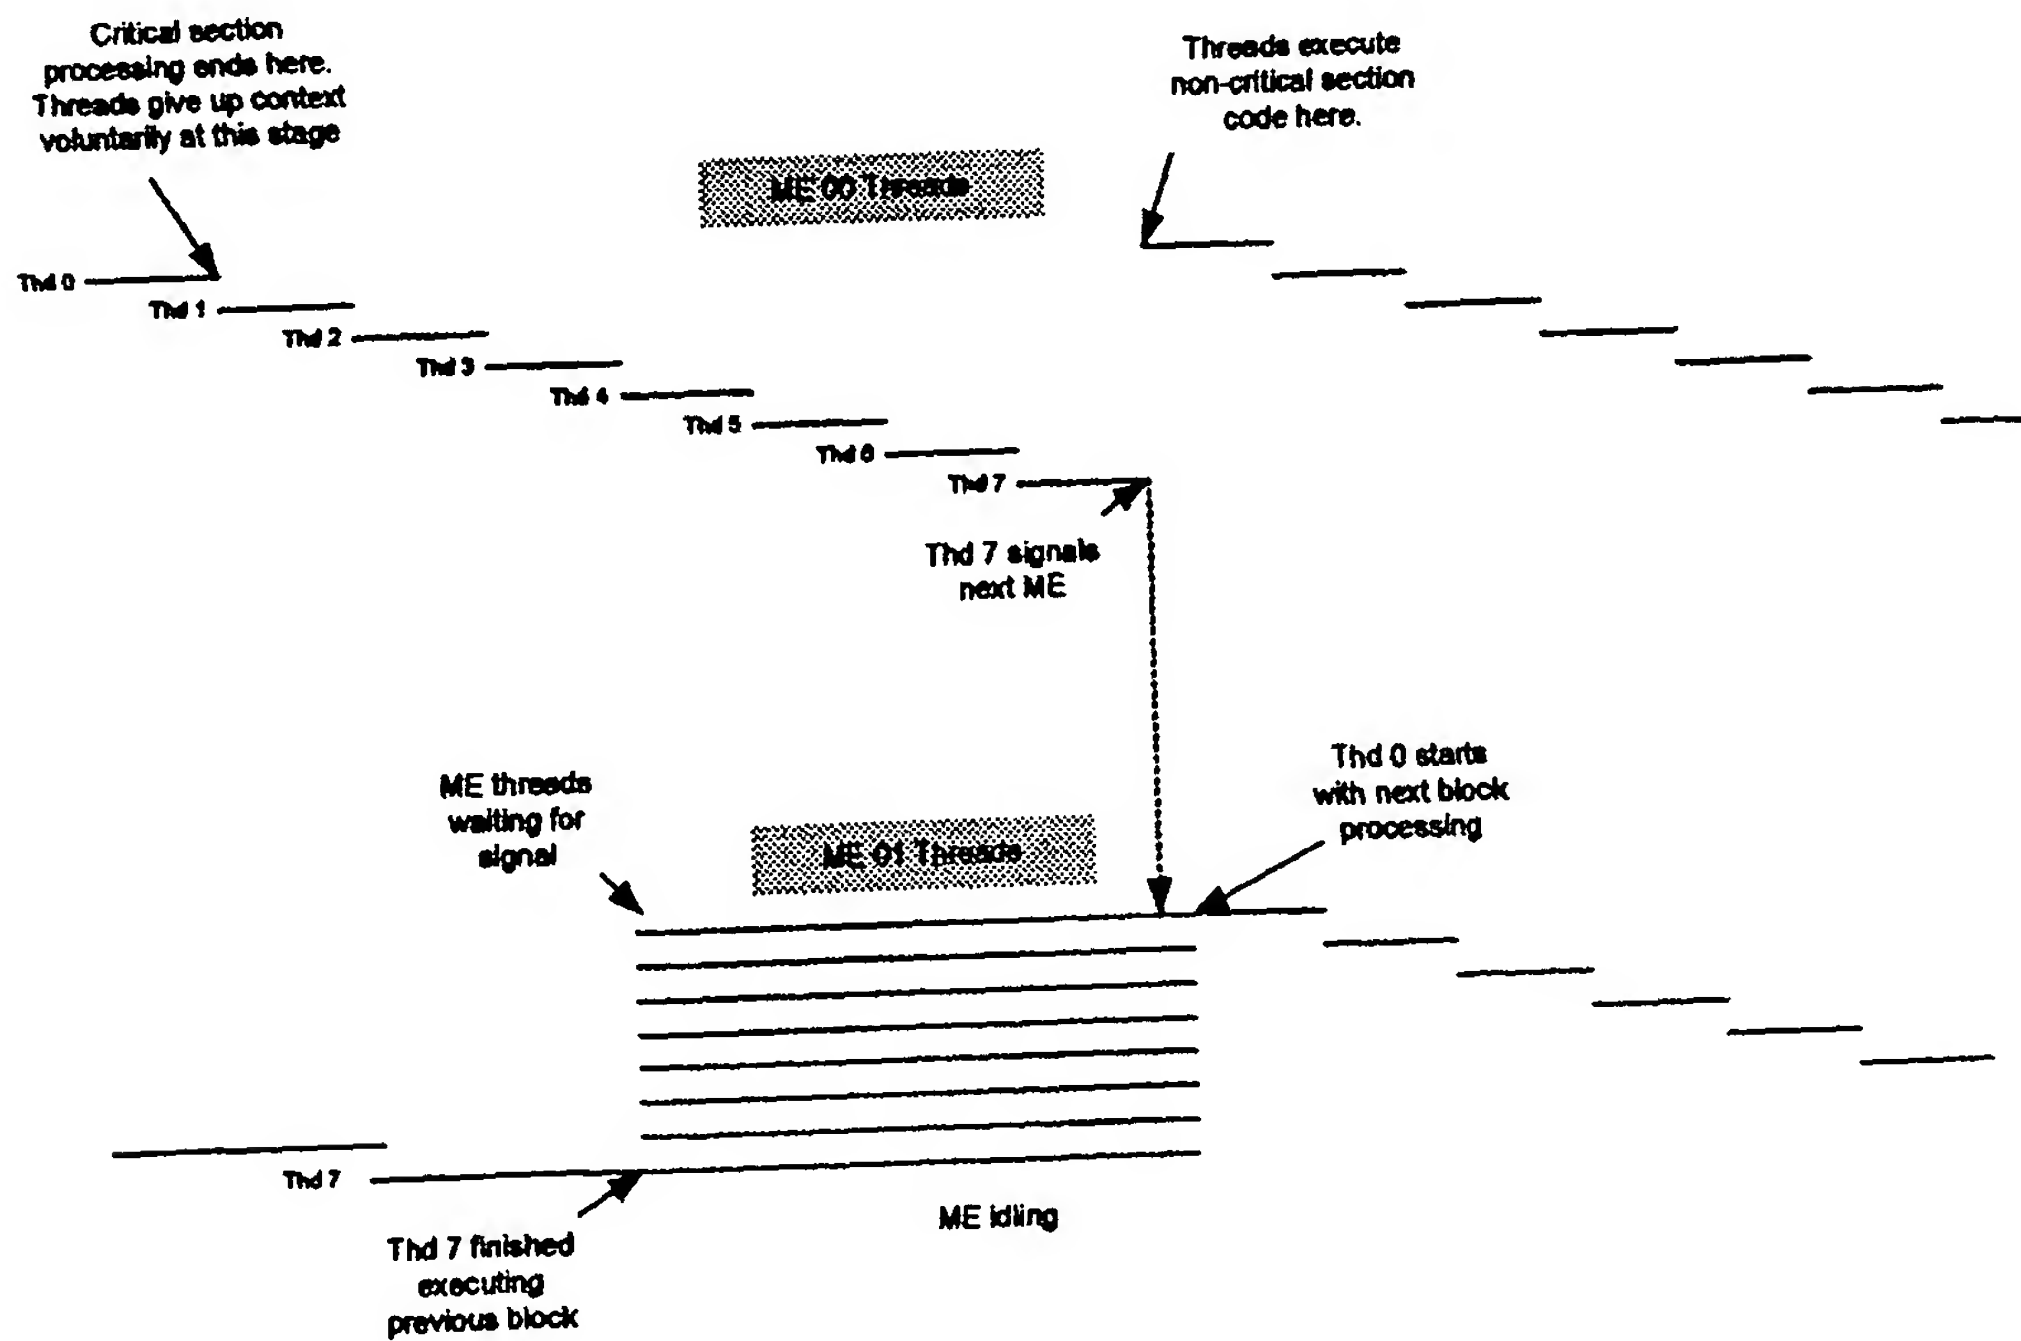 Critical section
processing ends here.
Threads give up context
voluntarily at this stage
Threads execute
non-critical section
code here.
ME 00 Threads
Thd 0
Thd 1
Thd 2
Thd 3
Thd 4
Thd 5
Thd 6
Thd 7
Thd 7 signals
next ME
ME threads
waiting for
signal
ME 01 Threads
Thd 0 starts
with next block
processing
Thd 7
ME idling
Thd 7 finished
executing
previous block